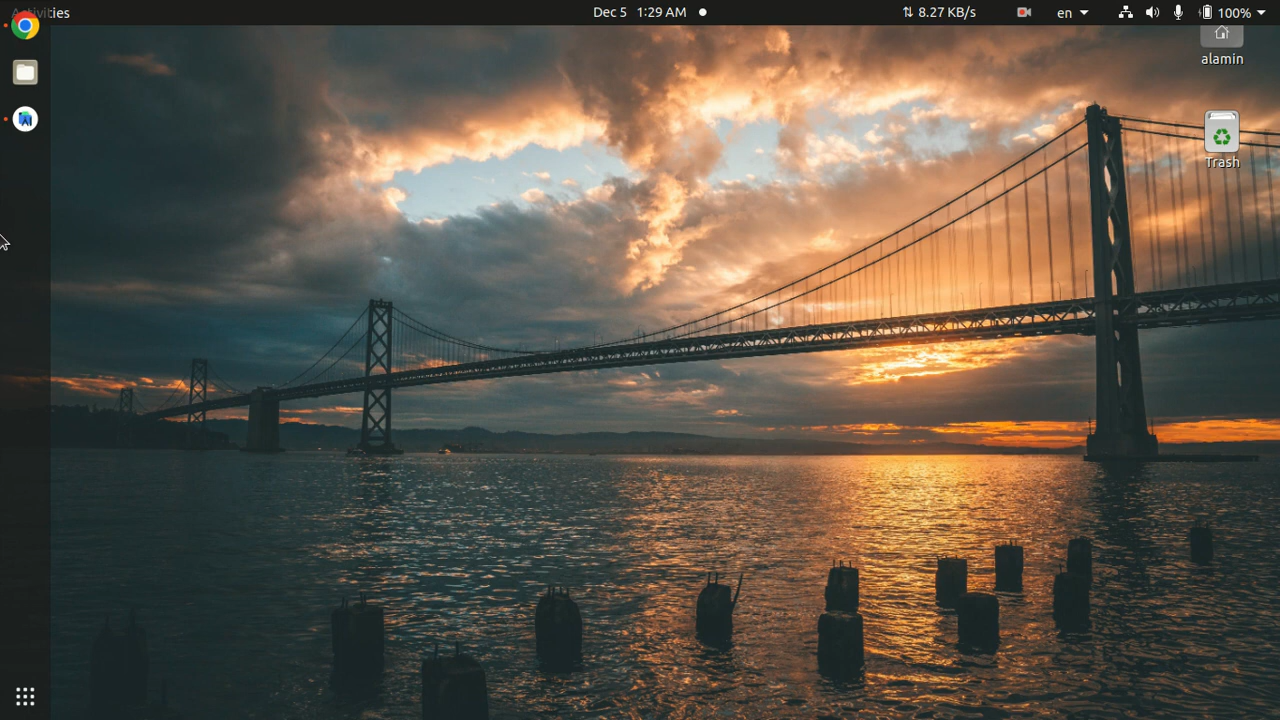 Activities
Dec 5 1:29 AM
8.27 KB/s
en
100%
alamin
Trash